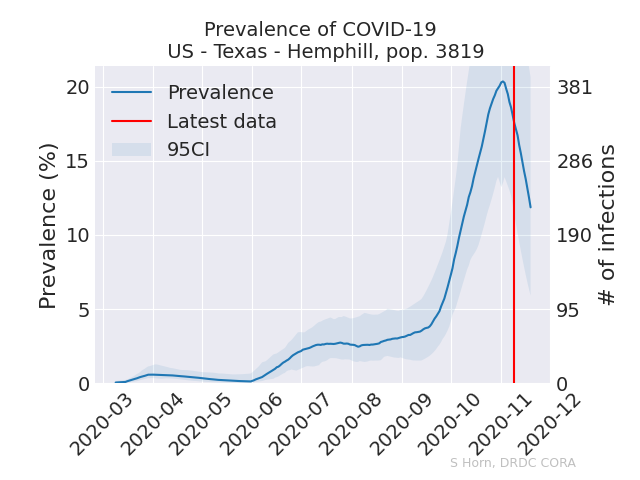 Prevalence of COVID-19
US - Texas - Hemphill, pop. 3819
Prevalence
Latest data
95CI
Prevalence (%)
20
15
10
5
0
# of infections
381
286
190
95
0
2020-03
2020-04
2020-05
2020-06
2020-07
2020-08
2020-09
2020-10
2020-11
2020-12
S Horn, DRDC CORA